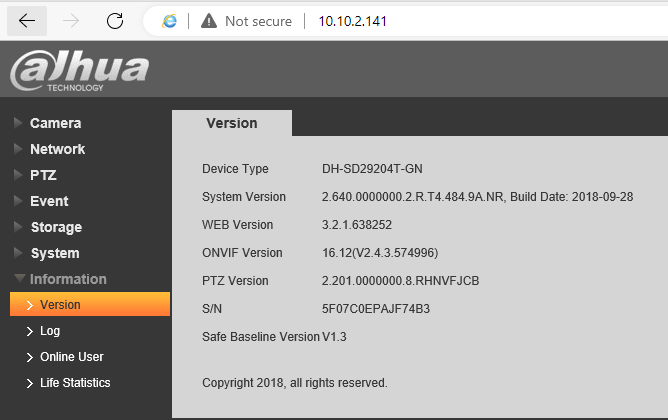 Not secure 10.10.2.141
alhua
TECHNOLOGY
Camera
Network
PTZ
Event
Storage
System
Information
Version
Log
Online User
Life Statistics
Version
Device Type DH-SD29204T-GN
System Version 2.640.0000000.2.R.T4.484.9A.NR, Build Date: 2018-09-28
WEB Version 3.2.1.638252
ONVIF Version 16.12(V2.4.3.574996)
PTZ Version 2.201.0000000.8.RHNVFJCB
S/N 5F07C0EPAJF74B3
Safe Baseline Version V1.3
Copyright 2018, all rights reserved.